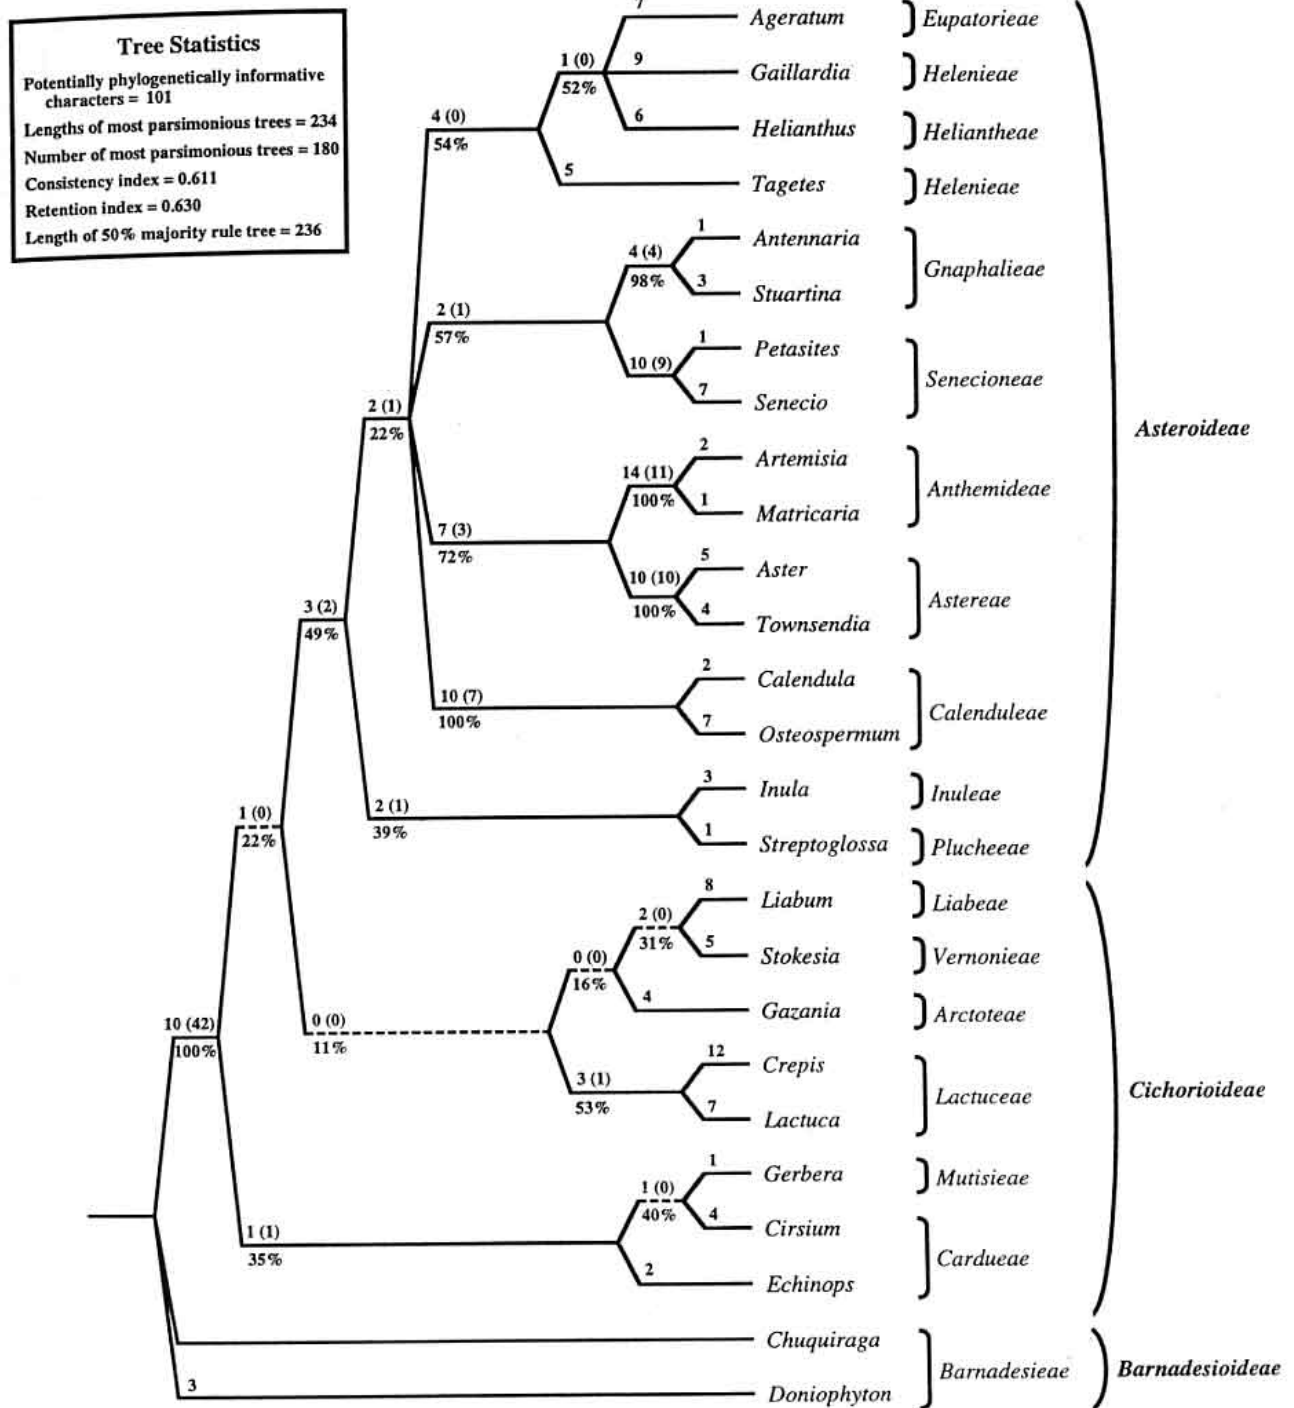 Tree Statistics
Potentially phylogenetically informative
characters = 101
Lengths of most parsimonious trees = 234
Number of most parsimonious trees = 180
Consistency index = 0.611
Retention index = 0.630
Length of 50% majority rule tree = 236
7
Ageratum
Eupatorieae
1 (0)
52%
9
Gaillardia
Helenieae
4 (0)
54%
6
Helianthus
Heliantheae
5
Tagetes
Helenieae
1
Antennaria
4 (4)
98%
Gnaphalieae
3
Stuartina
2 (1)
57%
1
Petasites
10 (9)
Senecioneae
7
Senecio
2 (1)
22%
Asteroideae
2
Artemisia
14 (11)
100%
Anthemideae
1
Matricaria
7 (3)
72%
5
Aster
10 (10)
100%
Astereae
4
Townsendia
3 (2)
49%
2
Calendula
10 (7)
100%
Calenduleae
7
Osteospermum
3
Inula
Inuleae
2 (1)
39%
1
Streptoglossa
Plucheeae
1 (0)
22%
8
Liabum
Liabeae
2 (0)
31%
5
Stokesia
Vernonieae
0 (0)
16%
4
Gazania
Arctoteae
0 (0)
11%
10 (42)
100%
12
Crepis
3 (1)
53%
Lactuceae
Cichorioideae
7
Lactuca
1
Gerbera
Mutisieae
1 (0)
40%
4
Cirsium
1 (1)
35%
Cardueae
2
Echinops
Chuquiraga
Barnadesieae
Barnadesioideae
3
Doniophyton